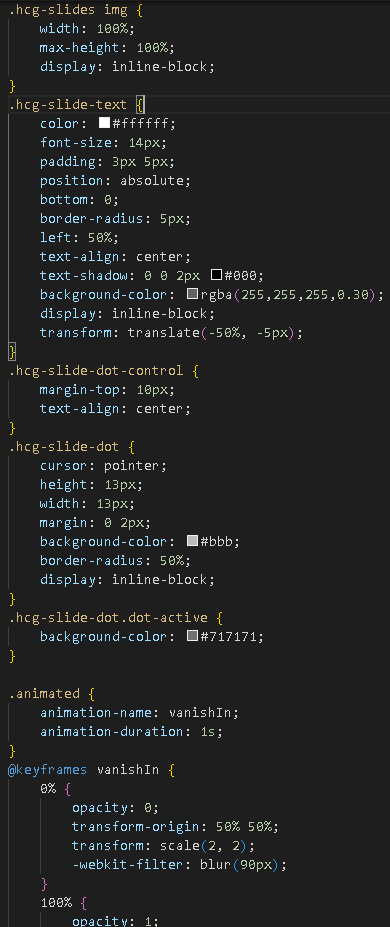 .hcg-slides img {
    width: 100%;
    max-height: 100%;
    display: inline-block;
}
.hcg-slide-text {
    color: #ffffff;
    font-size: 14px;
    padding: 3px 5px;
    position: absolute;
    bottom: 0;
    border-radius: 5px;
    left: 50%;
    text-align: center;
    text-shadow: 0 0 2px #000;
    background-color: rgba(255,255,255,0.30);
    display: inline-block;
    transform: translate(-50%, -5px);
}
.hcg-slide-dot-control {
    margin-top: 10px;
    text-align: center;
}
.hcg-slide-dot {
    cursor: pointer;
    height: 13px;
    width: 13px;
    margin: 0 2px;
    background-color: #bbb;
    border-radius: 50%;
    display: inline-block;
}
.hcg-slide-dot.dot-active {
    background-color: #717171;
}

.animated {
    animation-name: vanishIn;
    animation-duration: 1s;
}
@keyframes vanishIn {
    0% {
        opacity: 0;
        transform-origin: 50% 50%;
        transform: scale(2, 2);
        -webkit-filter: blur(90px);
    }
    100% {
        opacity: 1;